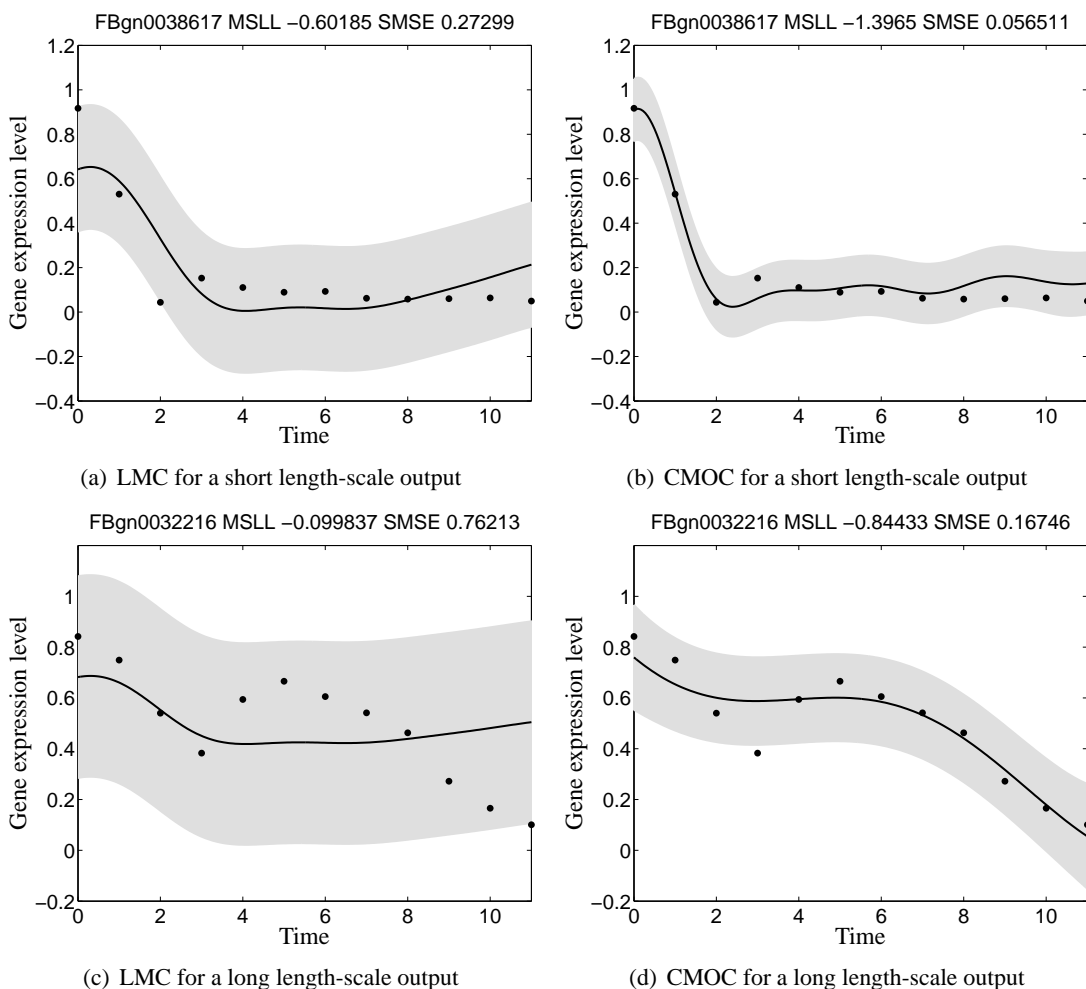 FBgn0038617 MSLL −0.60185 SMSE 0.27299
1.2
1
0.8
0.6
0.4
0.2
0
−0.2
−0.4
Gene expression level
0 2 4 6 8 10
Time
(a) LMC for a short length-scale output
FBgn0038617 MSLL −1.3965 SMSE 0.056511
1.2
1
0.8
0.6
0.4
0.2
0
−0.2
−0.4
Gene expression level
0 2 4 6 8 10
Time
(b) CMOC for a short length-scale output
FBgn0032216 MSLL −0.099837 SMSE 0.76213
1
0.8
0.6
0.4
0.2
0
−0.2
Gene expression level
0 2 4 6 8 10
Time
(c) LMC for a long length-scale output
FBgn0032216 MSLL −0.84433 SMSE 0.16746
1
0.8
0.6
0.4
0.2
0
−0.2
Gene expression level
0 2 4 6 8 10
Time
(d) CMOC for a long length-scale output